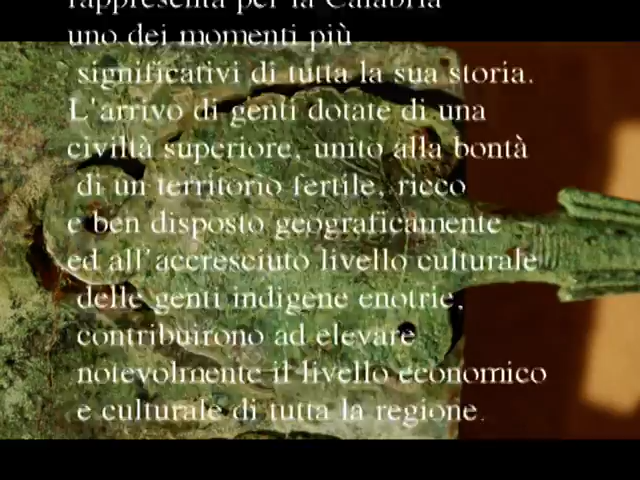 rappresenta per la Calabria
uno dei momenti più
significativi di tutta la sua storia.
L'arrivo di genti dotate di una
civiltà superiore, unito alla bontà
di un territorio fertile, ricco
e ben disposto geograficamente
ed all'accresciuto livello culturale
delle genti indigene enotrie,
contribuirono ad elevare
notevolmente il livello economico
e culturale di tutta la regione.